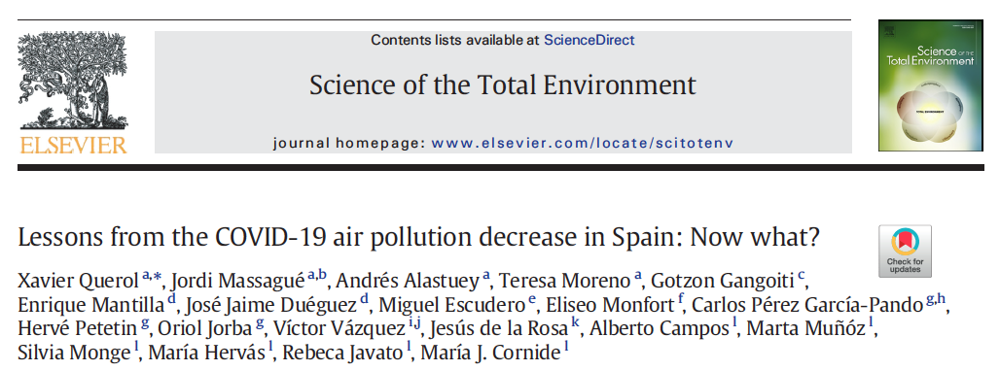 Contents lists available at ScienceDirect
Science of the Total Environment
journal homepage: www.elsevier.com/locate/scitotenv
ELSEVIER
Science OF THE
Total Environment
TOTAL ENVIRONMENT
Lessons from the COVID-19 air pollution decrease in Spain: Now what?
Check for
updates
Xavier Querol a,*, Jordi Massagué a,b, Andrés Alastuey a, Teresa Moreno a, Gotzon Gangoiti c,
Enrique Mantilla d, José Jaime Duéguez d, Miguel Escudero e, Eliseo Monfort f, Carlos Pérez García-Pando g,h,
Hervé Petetin g, Oriol Jorba g, Víctor Vázquez i,j, Jesús de la Rosa k, Alberto Campos l, Marta Muñóz l,
Silvia Monge l, María Hervás l, Rebeca Javato l, María J. Cornide l